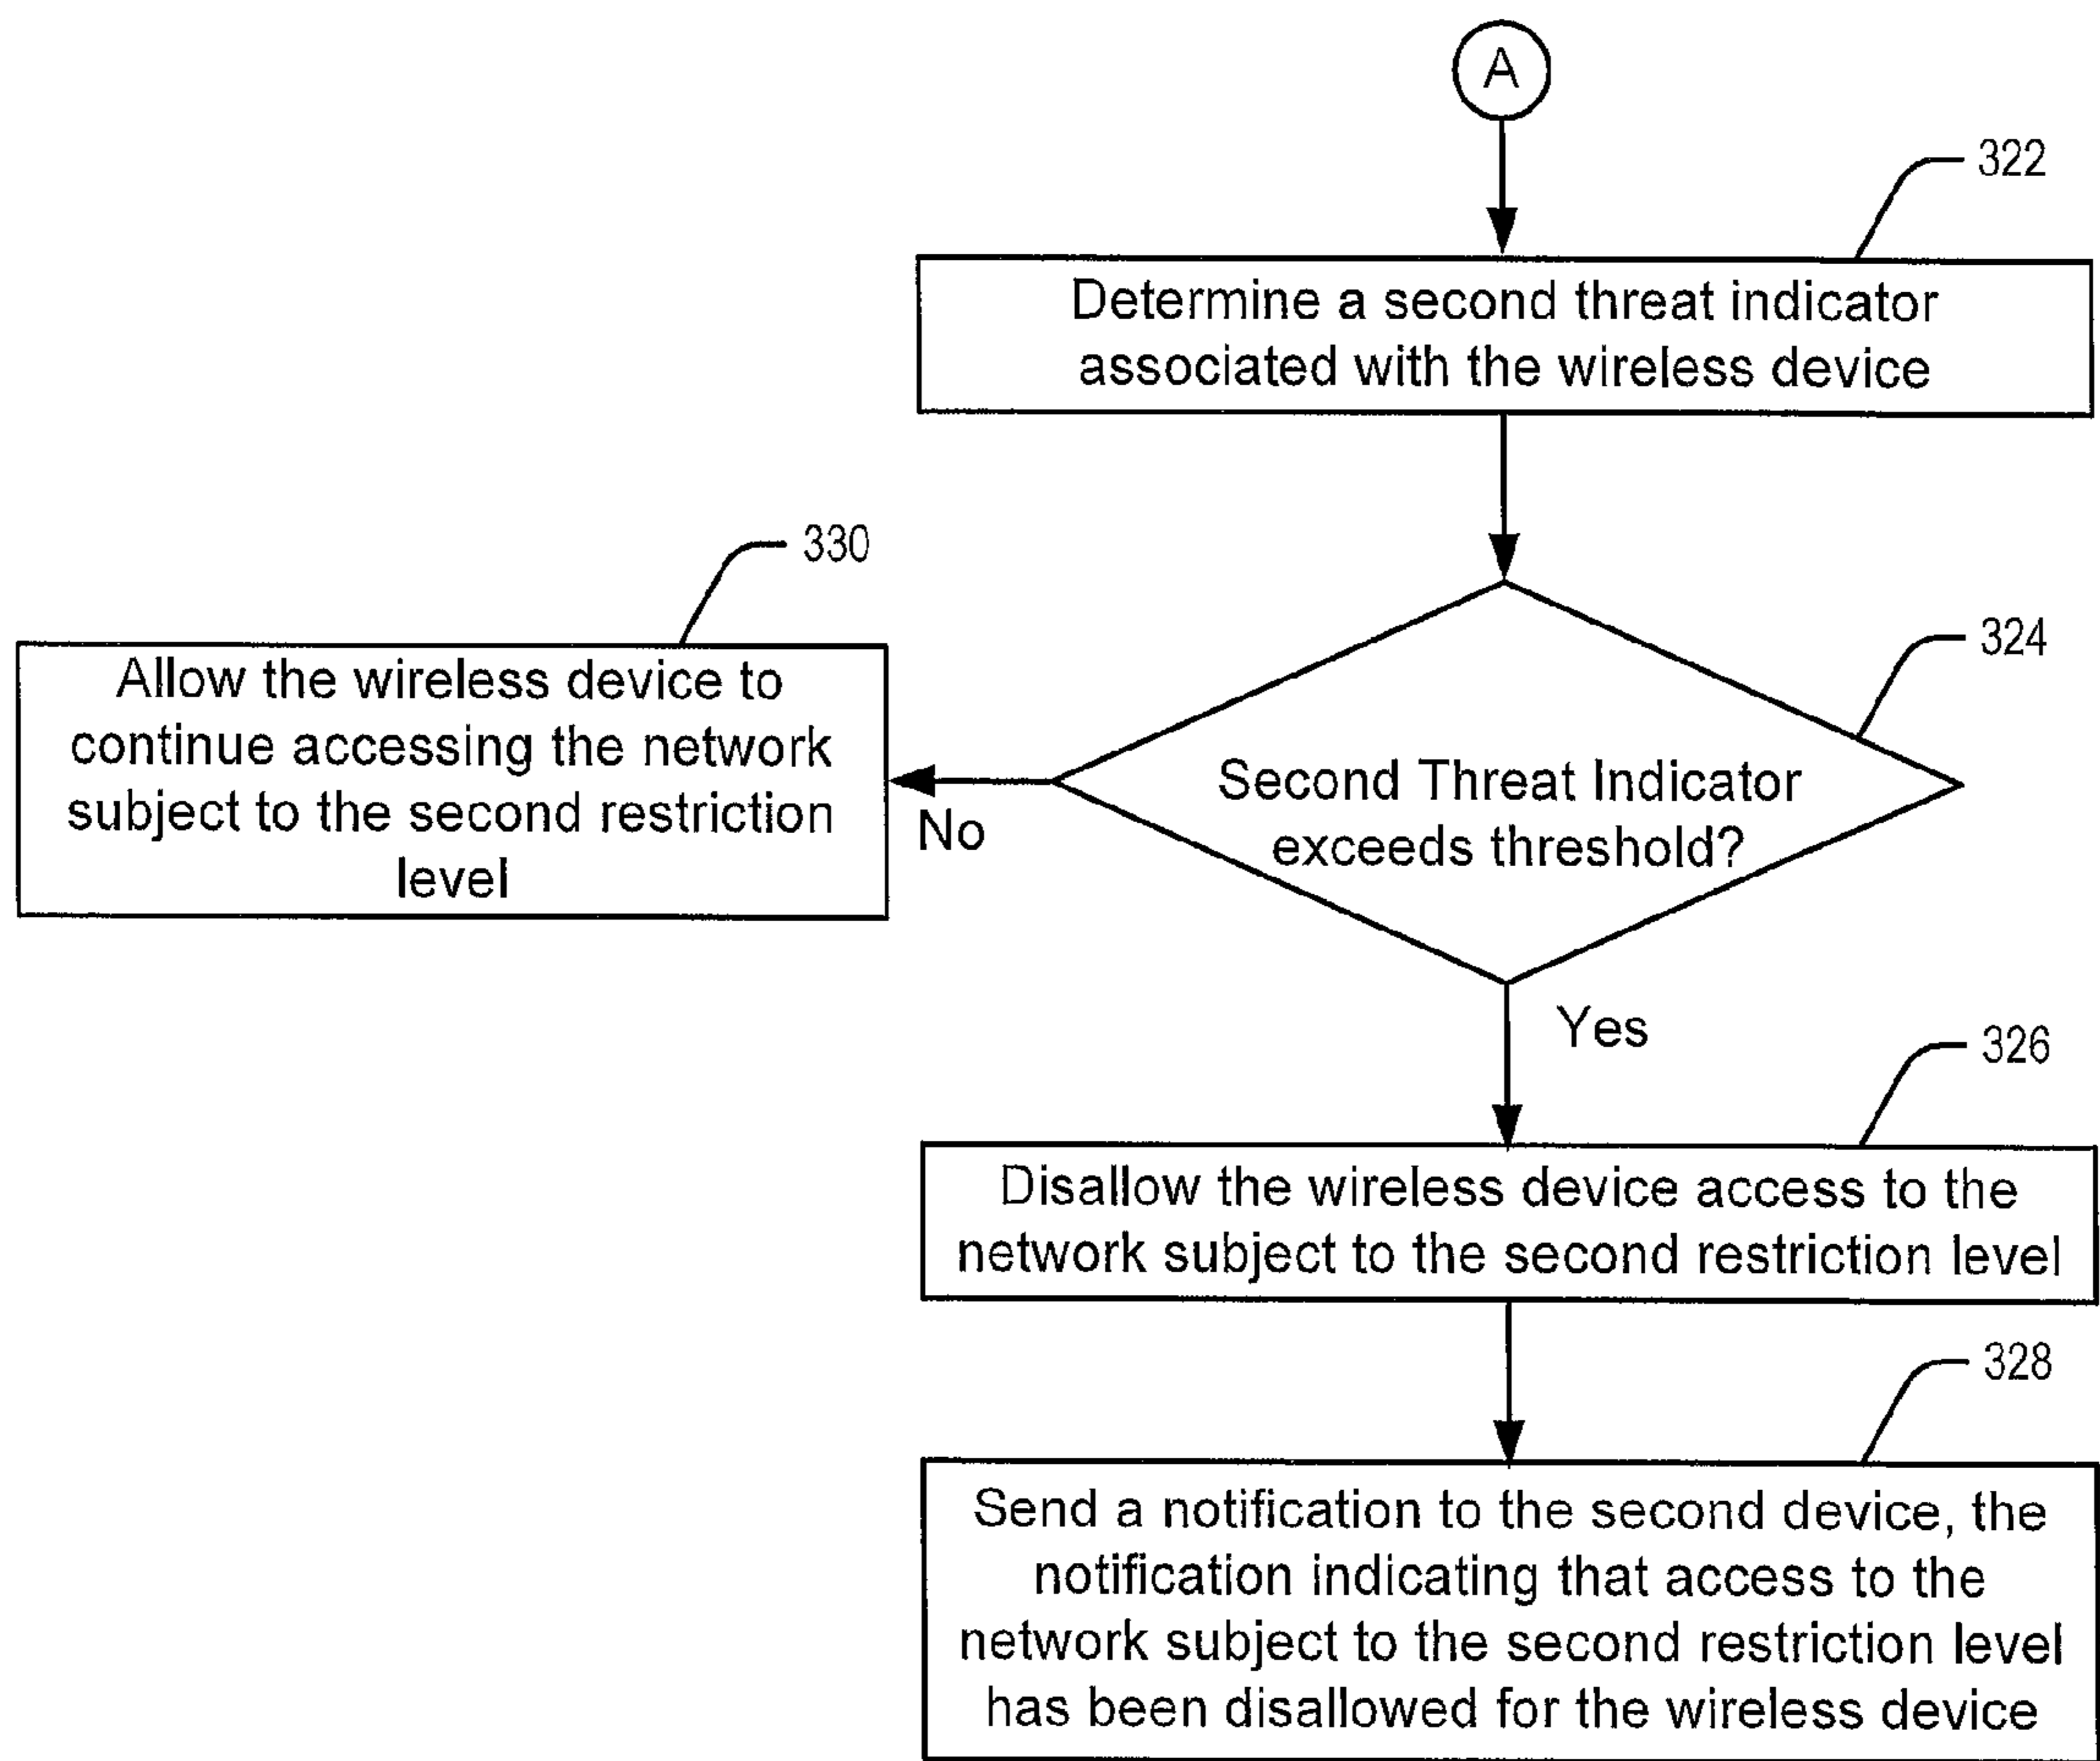 A
322
Determine a second threat indicator
associated with the wireless device
330
Allow the wireless device to
continue accessing the network
subject to the second restriction
level
324
Second Threat Indicator
exceeds threshold?
No
Yes
326
Disallow the wireless device access to the
network subject to the second restriction level
328
Send a notification to the second device, the
notification indicating that access to the
network subject to the second restriction level
has been disallowed for the wireless device